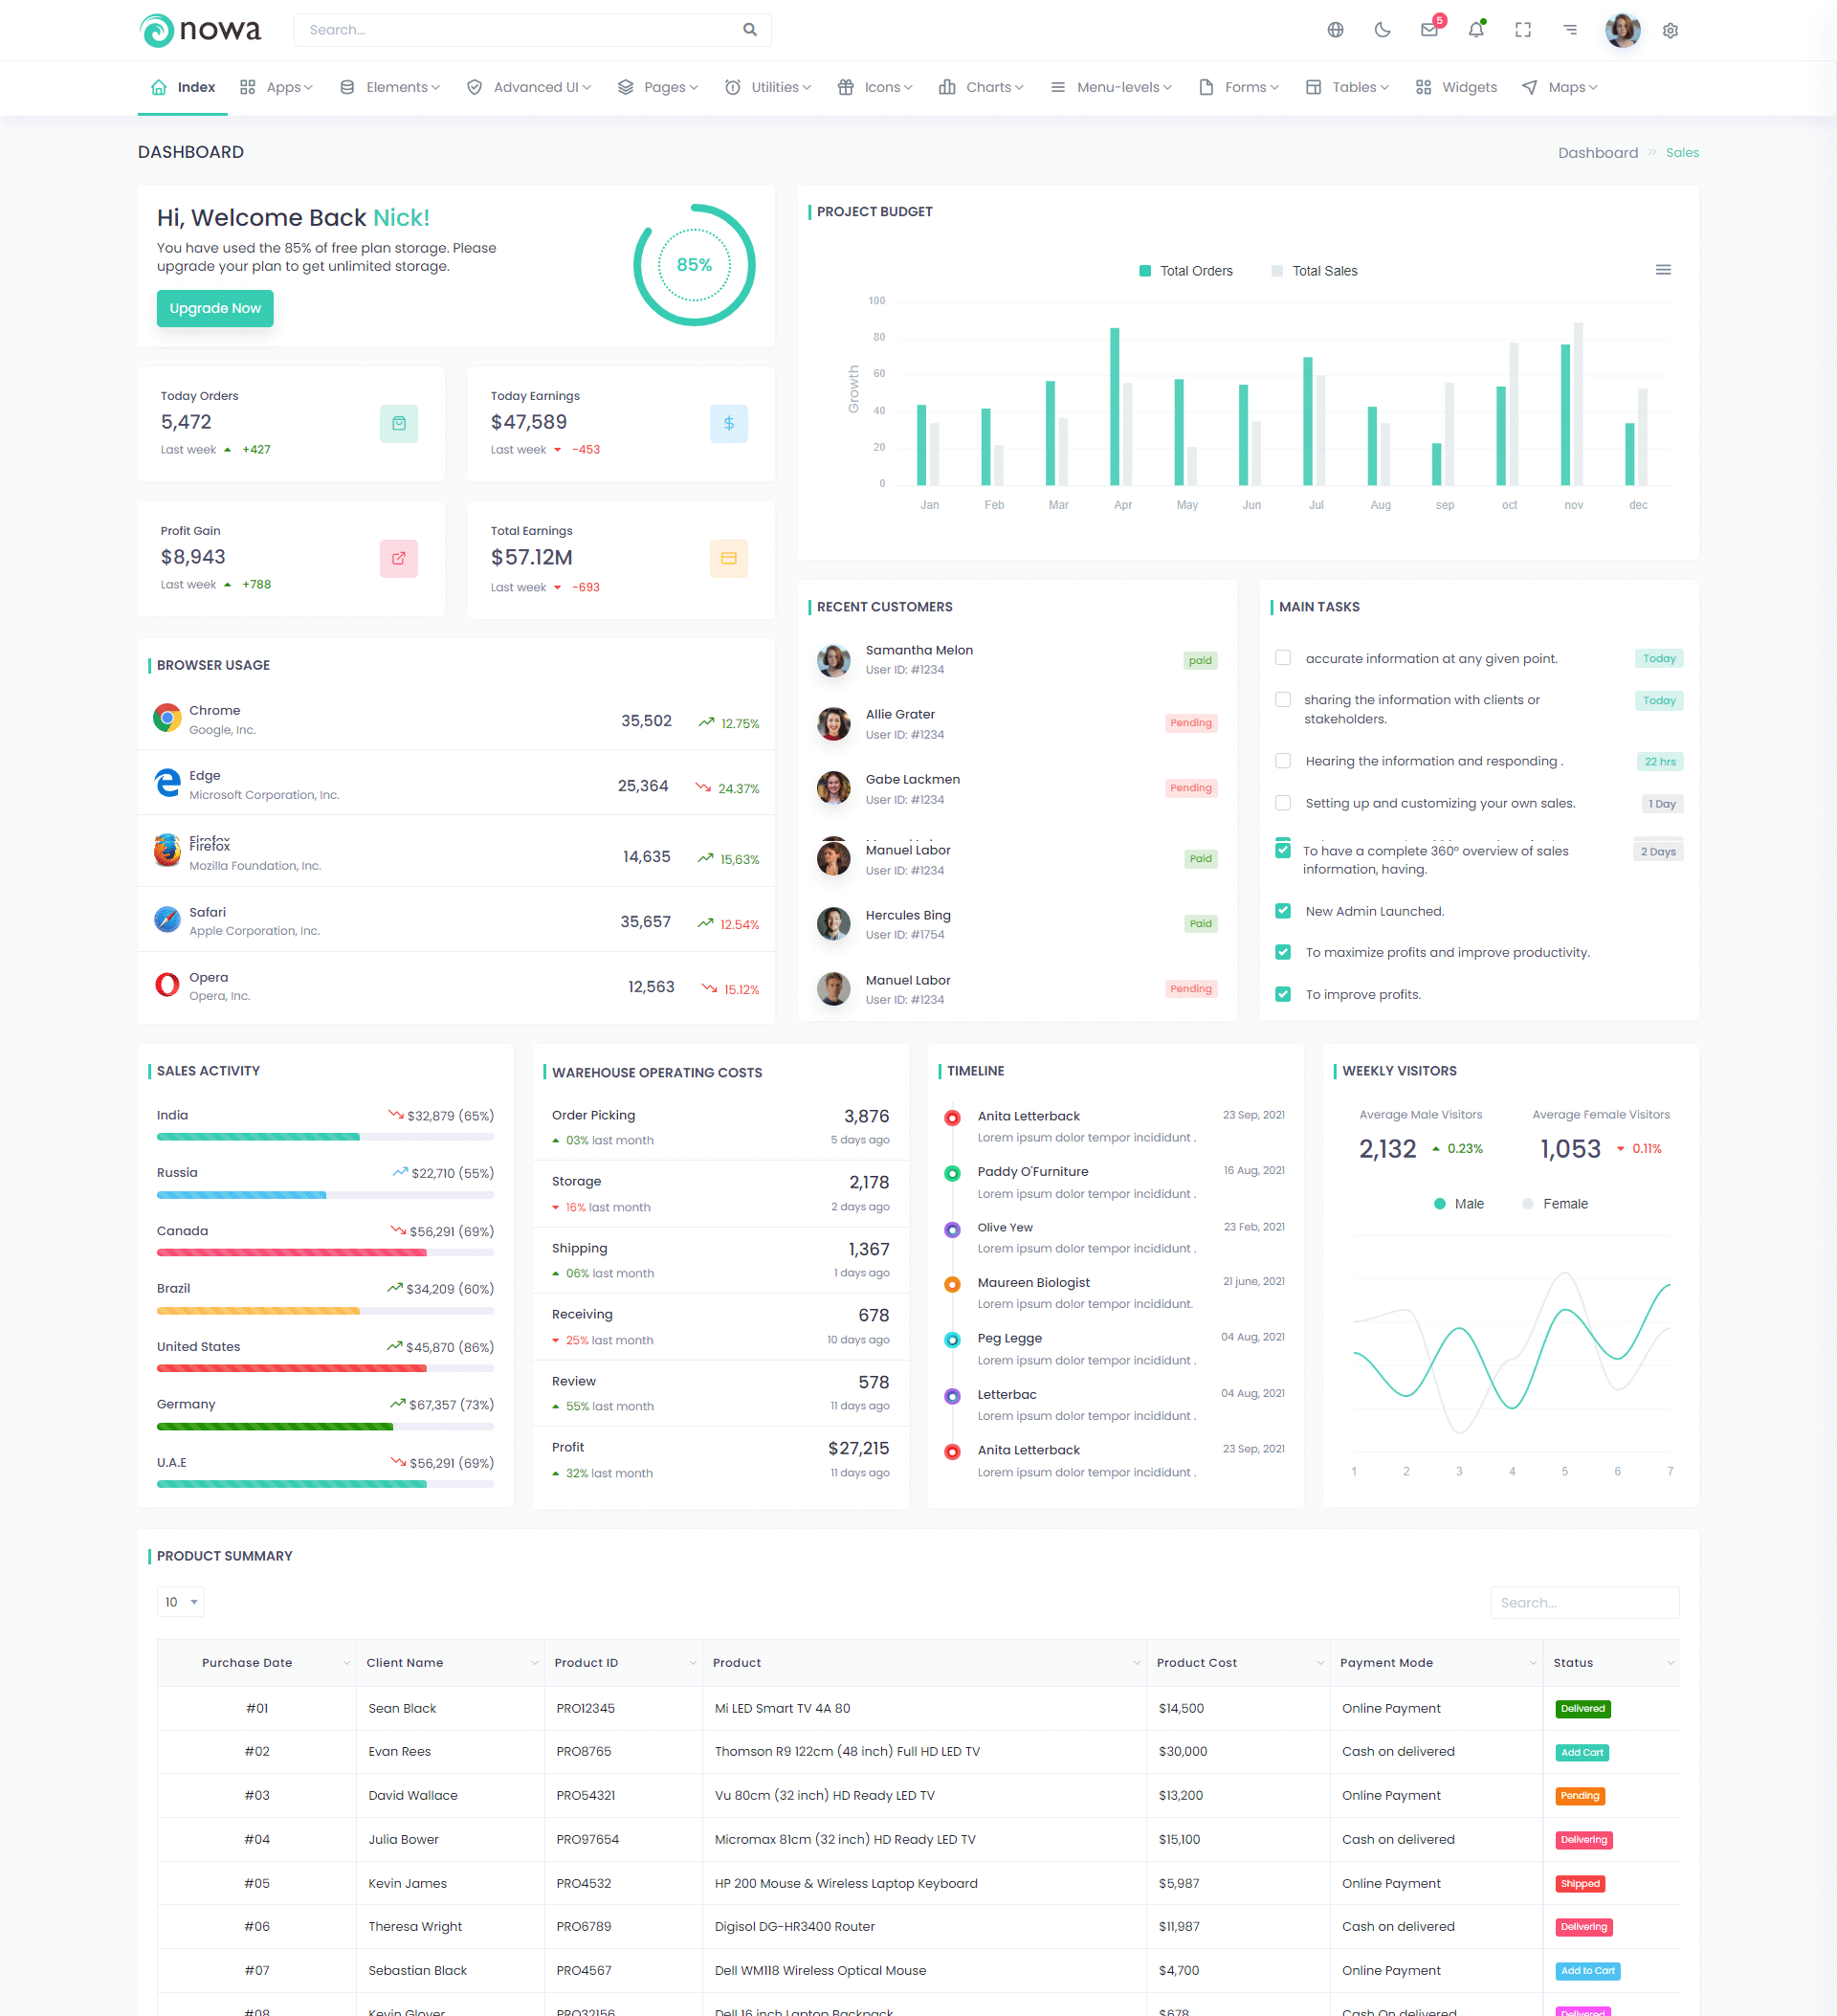 nowa
Search...
5
Index
Apps
Elements
Advanced UI
Pages
Utilities
Icons
Charts
Menu-levels
Forms
Tables
Widgets
Maps
DASHBOARD
Dashboard » Sales
Hi, Welcome Back Nick!
You have used the 85% of free plan storage. Please
upgrade your plan to get unlimited storage.
Upgrade Now
85%
Today Orders
5,472
Last week +427
Today Earnings
$47,589
Last week -453
Profit Gain
$8,943
Last week +788
Total Earnings
$57.12M
Last week -693
PROJECT BUDGET
Total Orders Total Sales
Growth
100
80
60
40
20
0
Jan Feb Mar Apr May Jun Jul Aug sep oct nov dec
BROWSER USAGE
Chrome
Google, Inc.
35,502 12.75%
Edge
Microsoft Corporation, Inc.
25,364 24.37%
Firefox
Firefox
Mozilla Foundation, Inc.
14,635 15,63%
Safari
Apple Corporation, Inc.
35,657 12.54%
Opera
Opera, Inc.
12,563 15.12%
RECENT CUSTOMERS
Samantha Melon
User ID: #1234
paid
Allie Grater
User ID: #1234
Pending
Gabe Lackmen
User ID: #1234
Pending
Manuel Labor
User ID: #1234
Paid
Hercules Bing
User ID: #1754
Paid
Manuel Labor
User ID: #1234
Pending
MAIN TASKS
accurate information at any given point. Today
sharing the information with clients or Today
stakeholders.
Hearing the information and responding . 22 hrs
Setting up and customizing your own sales. 1 Day
To have a complete 360° overview of sales 2 Days
information, having.
New Admin Launched.
To maximize profits and improve productivity.
To improve profits.
SALES ACTIVITY
India $32,879 (65%)
Russia $22,710 (55%)
Canada $56,291 (69%)
Brazil $34,209 (60%)
United States $45,870 (86%)
Germany $67,357 (73%)
U.A.E $56,291 (69%)
WAREHOUSE OPERATING COSTS
Order Picking 3,876
03% last month 5 days ago
Storage 2,178
16% last month 2 days ago
Shipping 1,367
06% last month 1 days ago
Receiving 678
25% last month 10 days ago
Review 578
55% last month 11 days ago
Profit $27,215
32% last month 11 days ago
TIMELINE
Anita Letterback 23 Sep, 2021
Lorem ipsum dolor tempor incididunt .
Paddy O'Furniture 16 Aug, 2021
Lorem ipsum dolor tempor incididunt .
Olive Yew 23 Feb, 2021
Lorem ipsum dolor tempor incididunt .
Maureen Biologist 21 june, 2021
Lorem ipsum dolor tempor incididunt.
Peg Legge 04 Aug, 2021
Lorem ipsum dolor tempor incididunt .
Letterbac 04 Aug, 2021
Lorem ipsum dolor tempor incididunt .
Anita Letterback 23 Sep, 2021
Lorem ipsum dolor tempor incididunt .
WEEKLY VISITORS
Average Male Visitors
2,132 0.23%
Average Female Visitors
1,053 0.11%
Male Female
1 2 3 4 5 6 7
PRODUCT SUMMARY
10
Search...
Purchase Date Client Name Product ID Product Product Cost Payment Mode Status
#01 Sean Black PRO12345 Mi LED Smart TV 4A 80 $14,500 Online Payment Delivered
#02 Evan Rees PRO8765 Thomson R9 122cm (48 inch) Full HD LED TV $30,000 Cash on delivered Add Cart
#03 David Wallace PRO54321 Vu 80cm (32 inch) HD Ready LED TV $13,200 Online Payment Pending
#04 Julia Bower PRO97654 Micromax 81cm (32 inch) HD Ready LED TV $15,100 Cash on delivered Delivering
#05 Kevin James PRO4532 HP 200 Mouse & Wireless Laptop Keyboard $5,987 Online Payment Shipped
#06 Theresa Wright PRO6789 Digisol DG-HR3400 Router $11,987 Cash on delivered Delivering
#07 Sebastian Black PRO4567 Dell WM118 Wireless Optical Mouse $4,700 Online Payment Add to Cart
#08 Kevin Glover PRO32156 Dell 16 inch Laptop Backpack $678 Cash On delivered Delivered